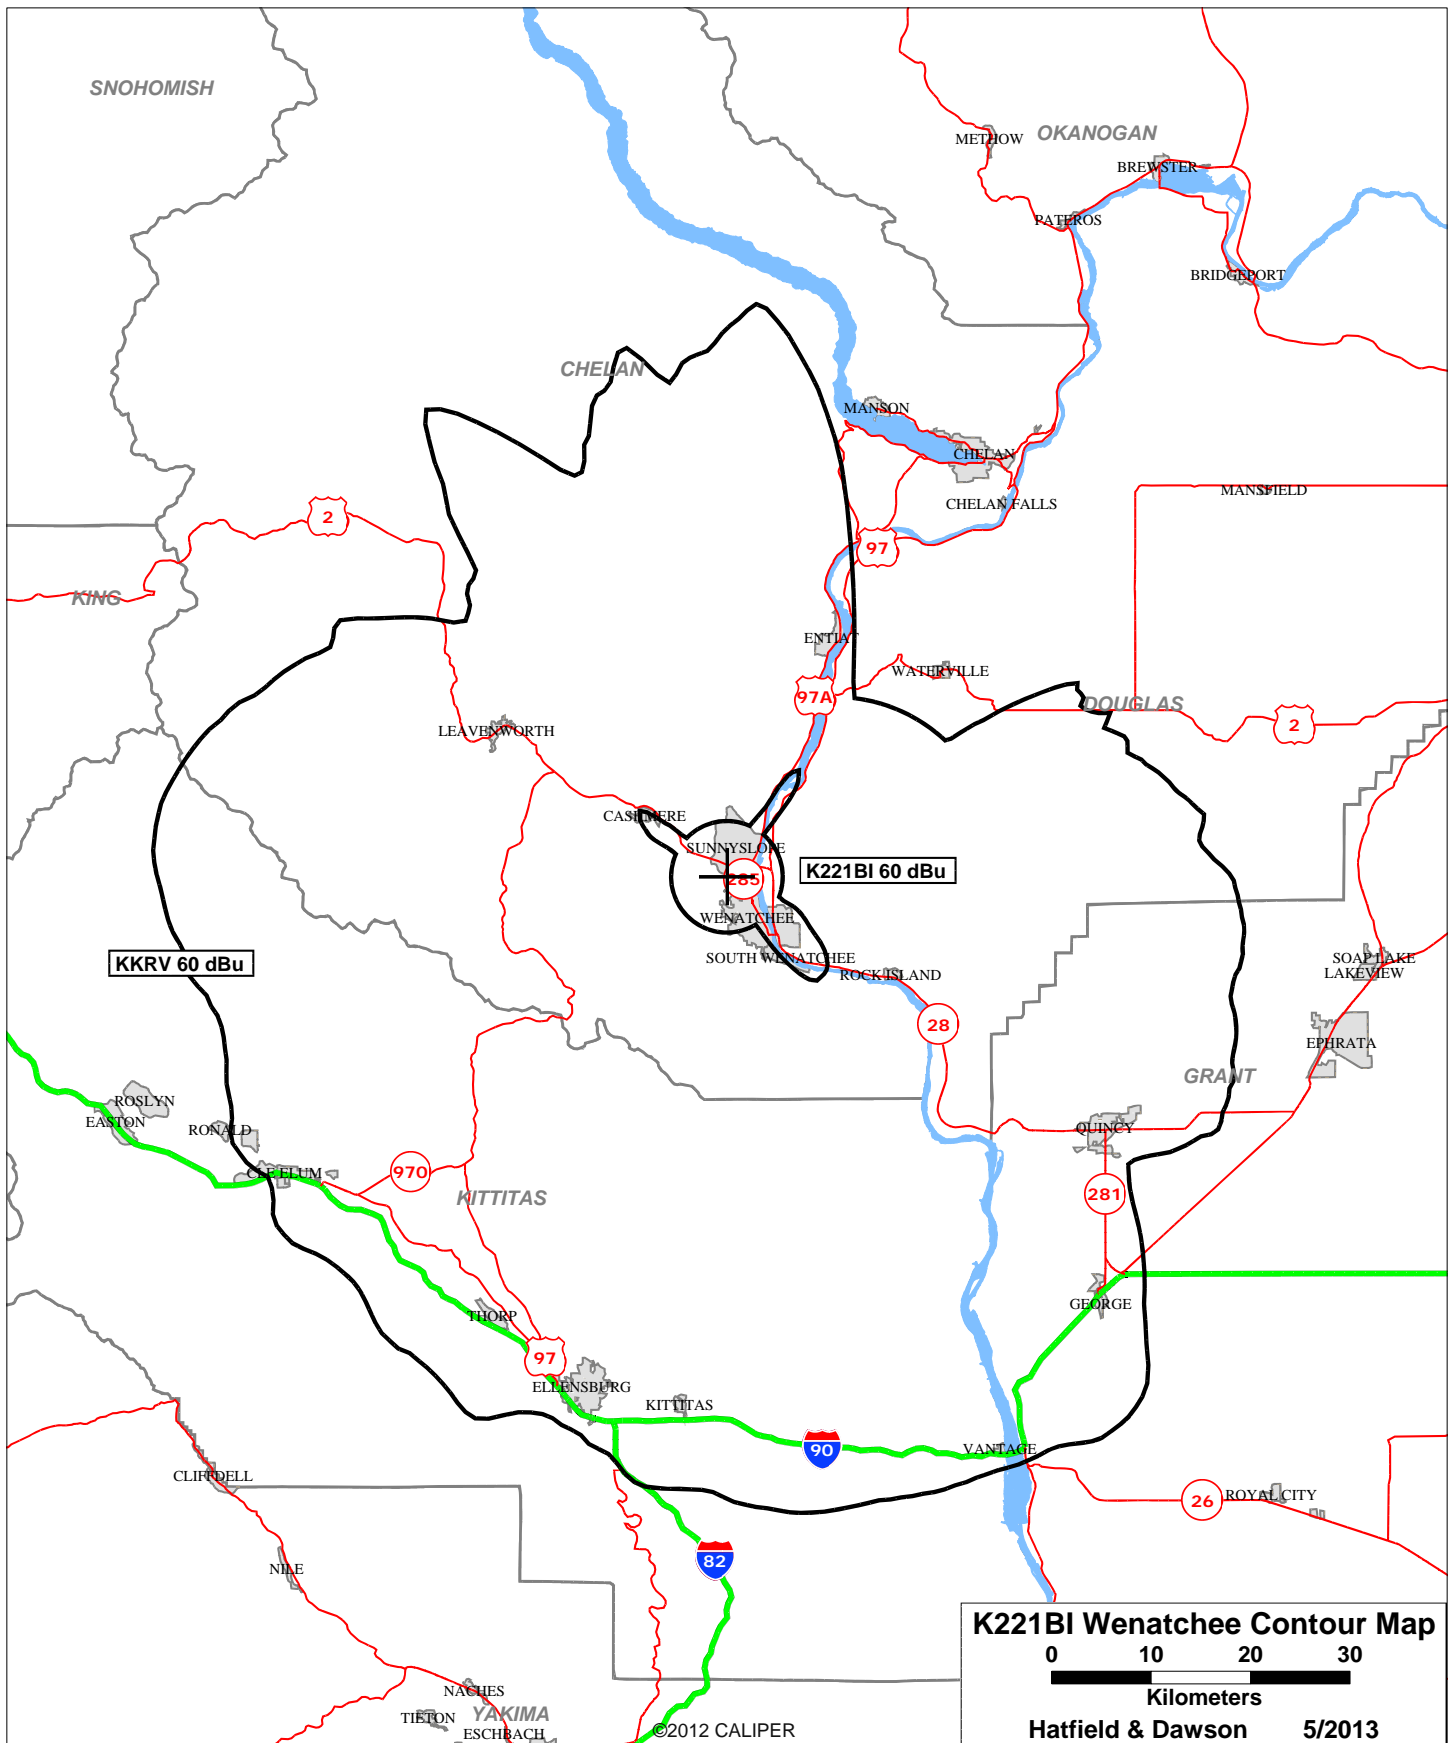 SNOHOMISH
METHOW
OKANOGAN
BREWSTER
PATEROS
BRIDGEPORT
CHELAN
MANSON
CHELAN
CHELAN FALLS
MANSFIELD
2
97
KING
ENTIAT
WATERVILLE
97A
DOUGLAS
2
LEAVENWORTH
CASHMERE
SUNNYSLOPE
285
K221BI 60 dBu
WENATCHEE
SOUTH WENATCHEE
ROCK ISLAND
KKRV 60 dBu
SOAP LAKE
LAKEVIEW
28
EPHRATA
GRANT
ROSLYN
EASTON
RONALD
QUINCY
CLE ELUM
970
KITTITAS
281
GEORGE
THORP
97
ELLENSBURG
KITTITAS
90
VANTAGE
CLIFFDELL
26
ROYAL CITY
82
NILE
NACHES
TIETON
YAKIMA
ESCHBACH
©2012 CALIPER
K221BI Wenatchee Contour Map
0 10 20 30
Kilometers
Hatfield & Dawson 5/2013